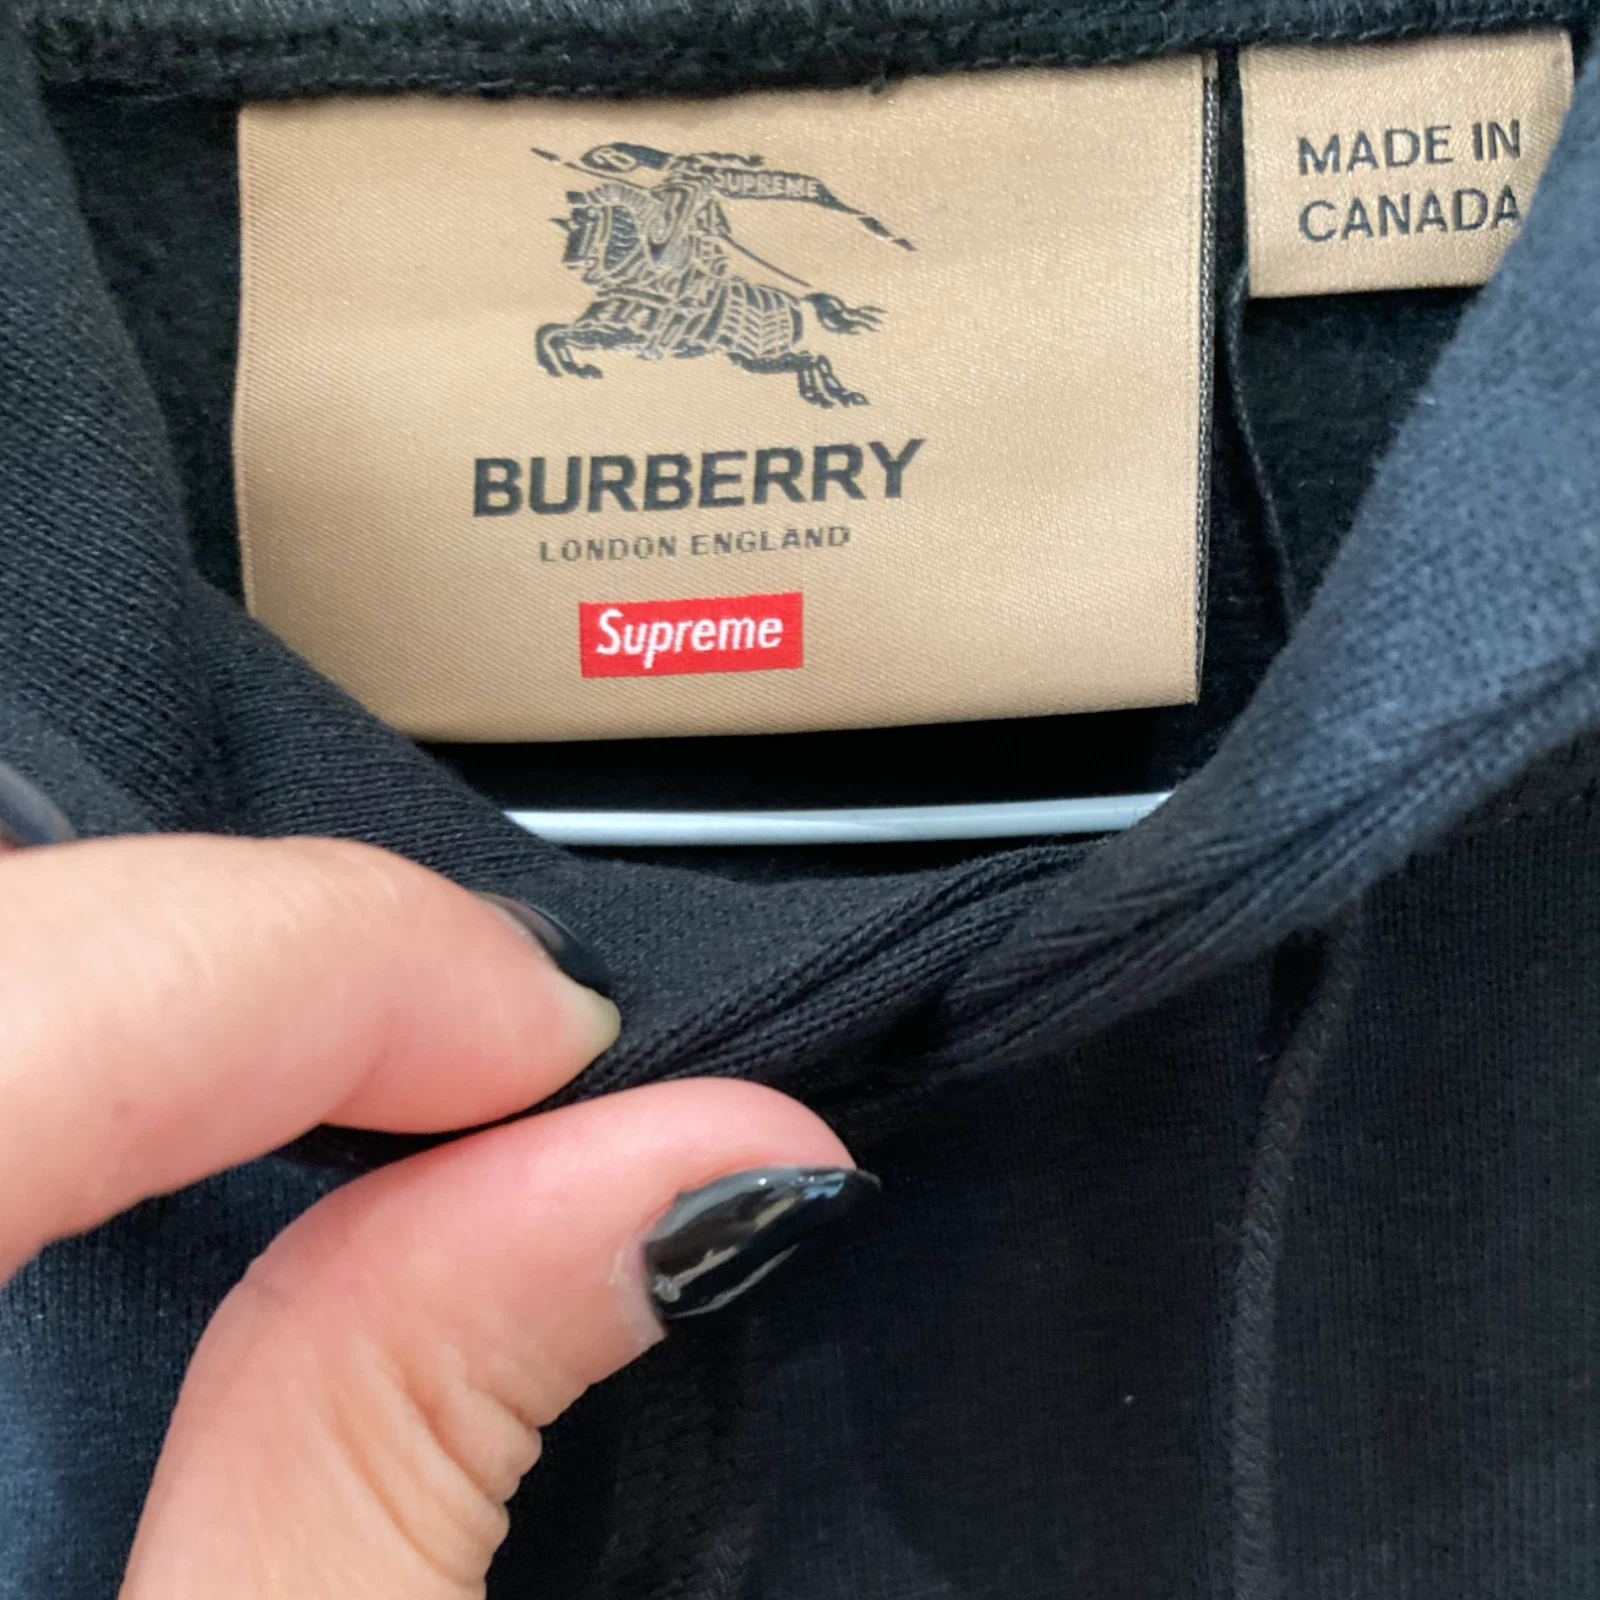 SUPREME
BURBERRY
LONDON ENGLAND
Supreme
MADE IN
CANADA